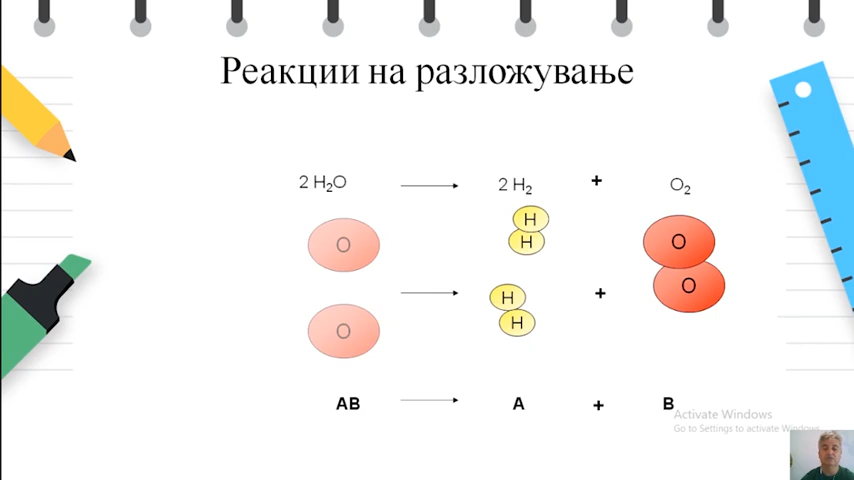 Реакции на разложување
2 H₂O 2 H₂ + O₂
H
O H O
O
H
+
O H
AB A + B
Activate Windows
Go to Settings to activate Windows.